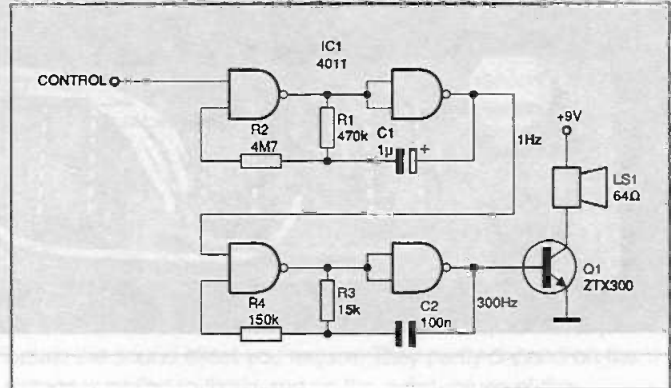 IC1
4011
CONTROL
R2
4M7
R1
470k
C1
1µ
+
1Hz
+9V
LS1
64Ω
R4
150k
R3
15k
C2
100n
300Hz
Q1
ZTX300